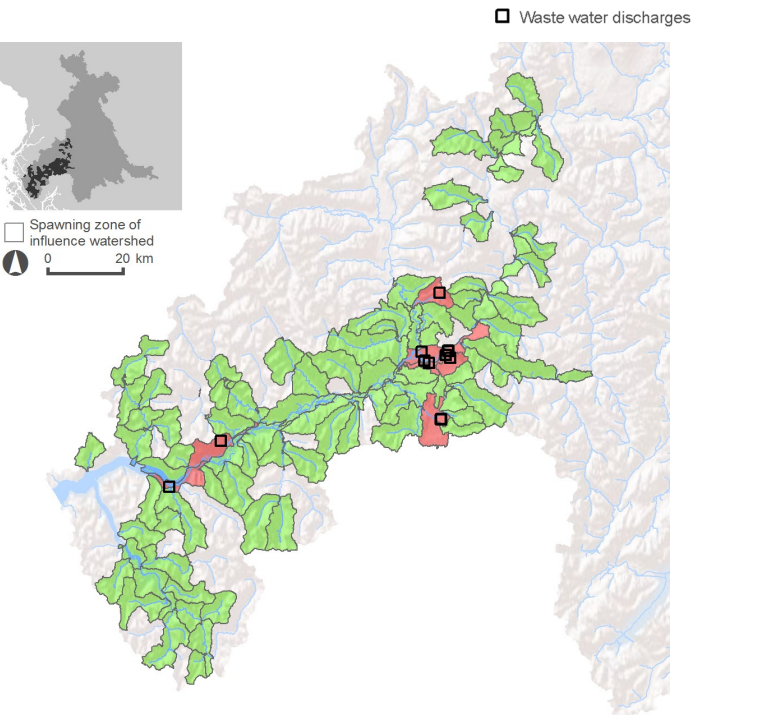 Waste water discharges
Spawning zone of
influence watershed
0 20 km